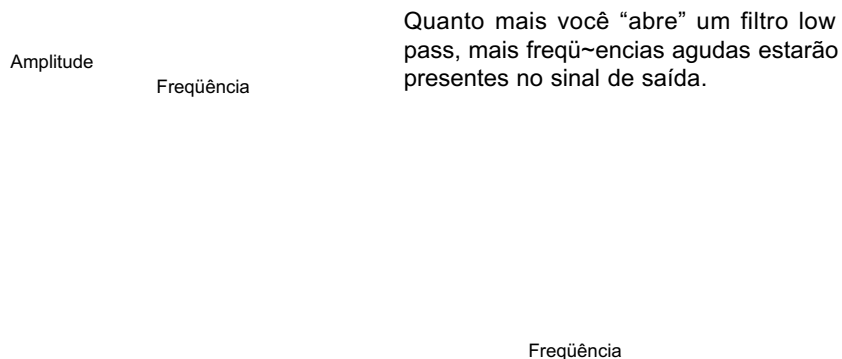 Amplitude
Freqüência
Quanto mais você “abre” um filtro low
pass, mais freqü~encias agudas estarão
presentes no sinal de saída.
Freqüência